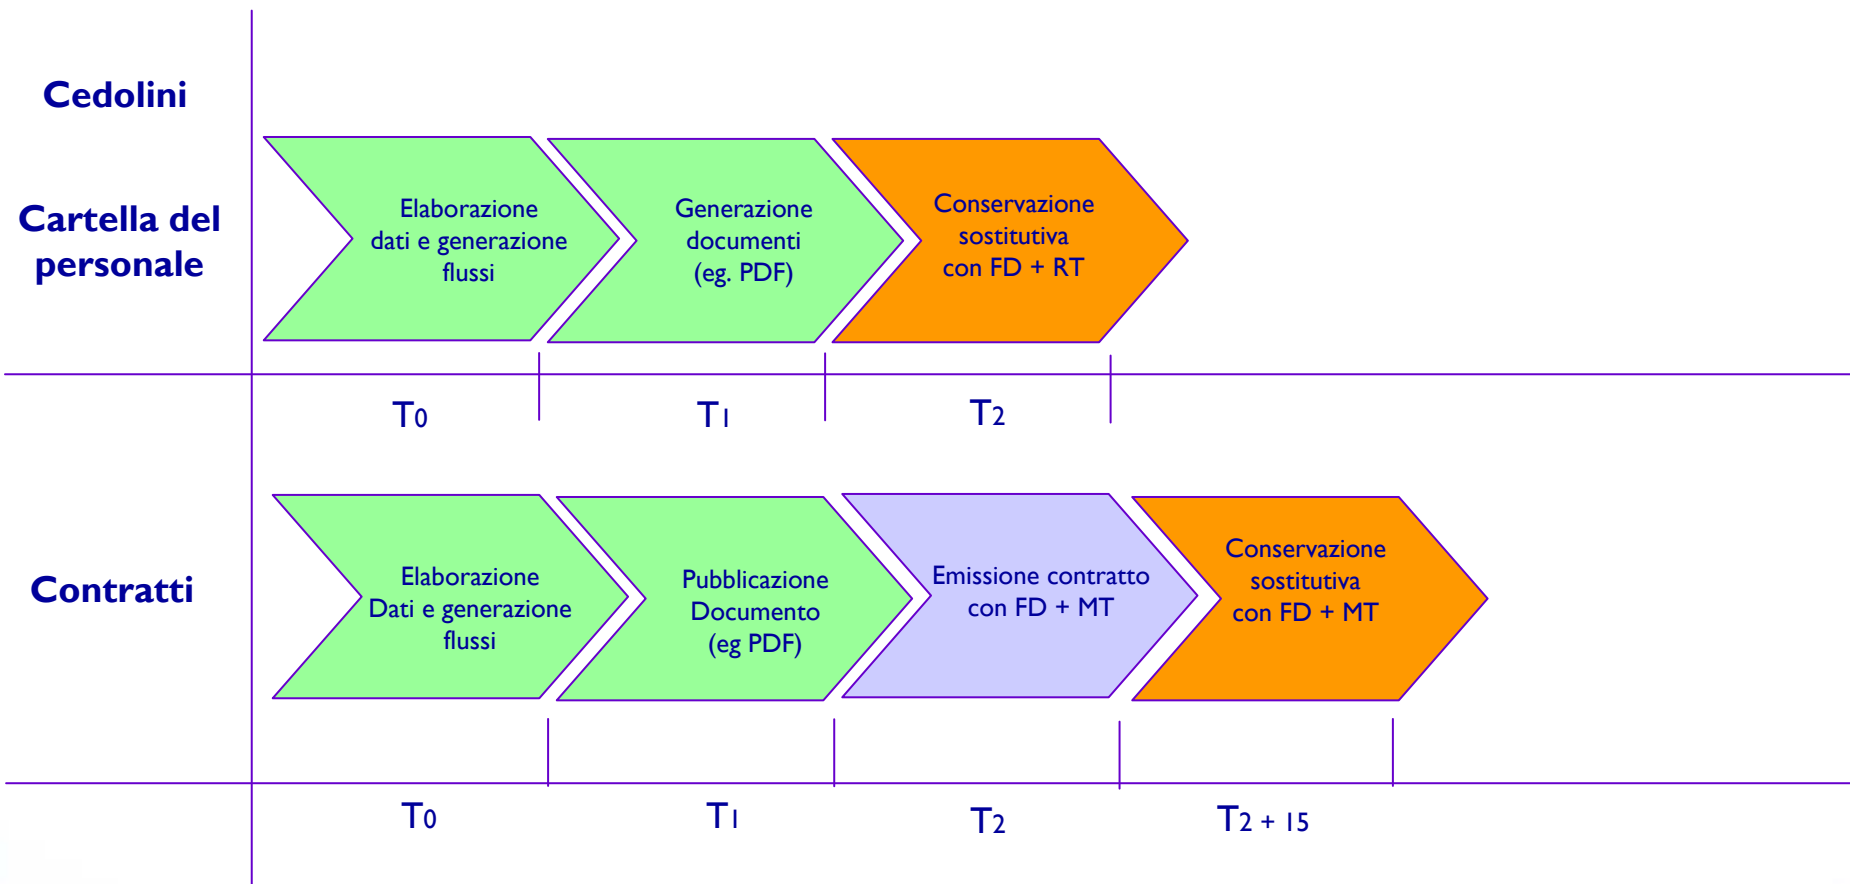 Cedolini
Cartella del
personale
Elaborazione
dati e generazione
flussi
Generazione
documenti
(eg. PDF)
Conservazione
sostitutiva
con FD + RT
T0
T1
T2
Contratti
Elaborazione
Dati e generazione
flussi
Pubblicazione
Documento
(eg PDF)
Emissione contratto
con FD + MT
Conservazione
sostitutiva
con FD + MT
T0
T1
T2
T2 + 15